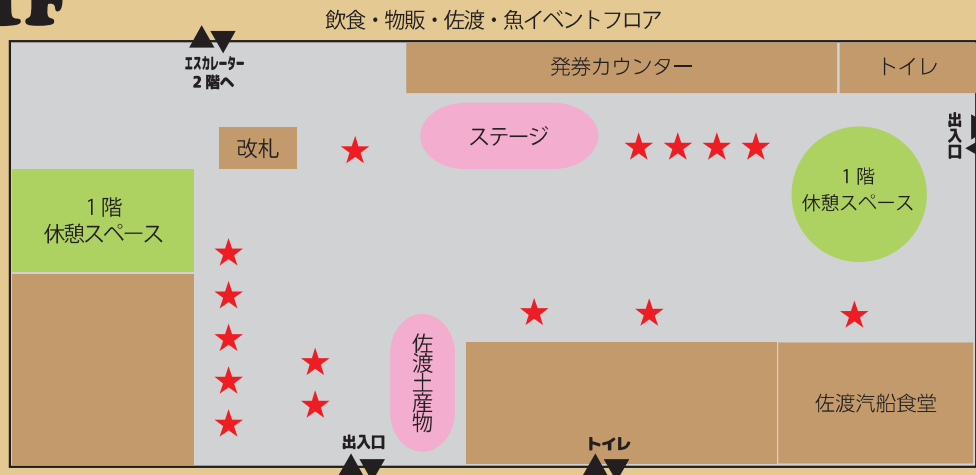 1F
飲食・物販・佐渡・魚イベントフロア
エスカレーター
2階へ
発券カウンター
トイレ
ステージ
改札
出入口
1階
休憩スペース
1階
休憩スペース
佐渡土産物
佐渡汽船食堂
出入口
トイレ